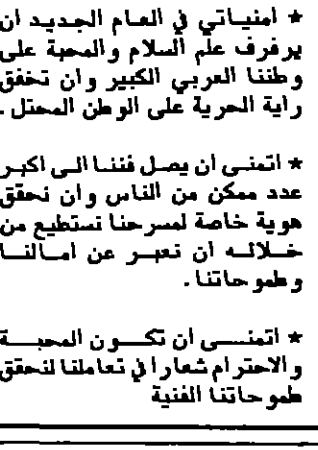 ★ امنياتي في العام الجديد ان
يرفرف علم السلام والمحبة على
وطننا العربي الكبير وان تخفق
راية الحرية على الوطن المحتل .
★ اتمنى ان يصل فننا الى اكبر
عدد ممكن من الناس وان نحقق
هوية خاصة لمسرحنا نستطيع من
خلاله ان نعبر عن امالنا
وطموحاتنا .
★ اتمنى ان تكون المحبة
والاحترام شعارا في تعاملنا لنحقق
طموحاتنا الفنية